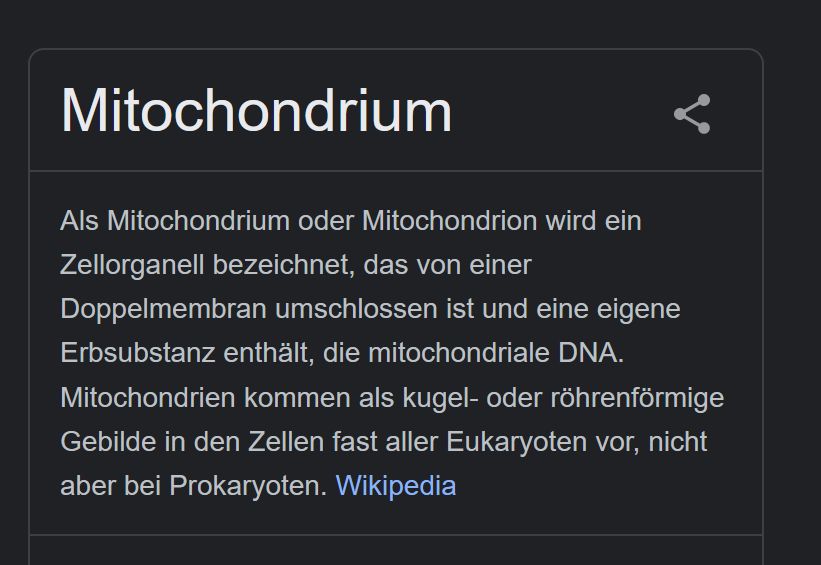 Mitochondrium
Als Mitochondrium oder Mitochondrion wird ein
Zellorganell bezeichnet, das von einer
Doppelmembran umschlossen ist und eine eigene
Erbsubstanz enthält, die mitochondriale DNA.
Mitochondrien kommen als kugel- oder röhrenförmige
Gebilde in den Zellen fast aller Eukaryoten vor, nicht
aber bei Prokaryoten. Wikipedia